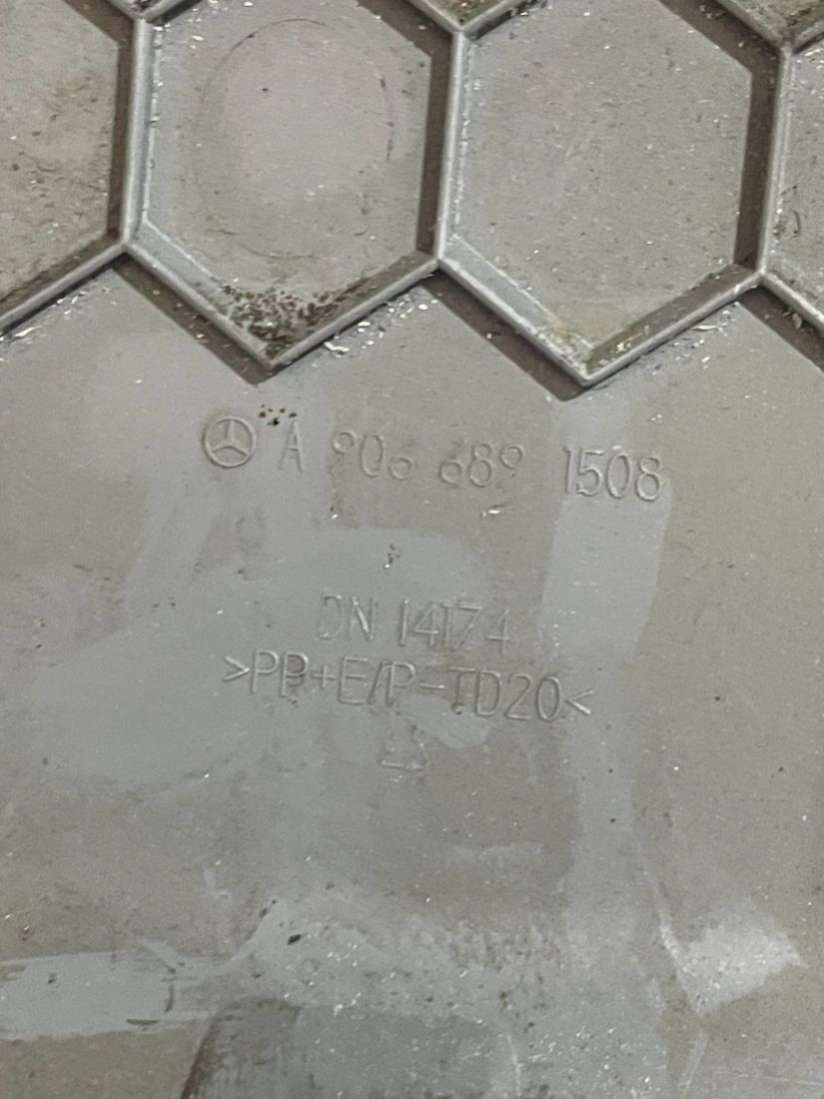 A 906 689 1508
DN 14174
>PP+E/P-TD20<